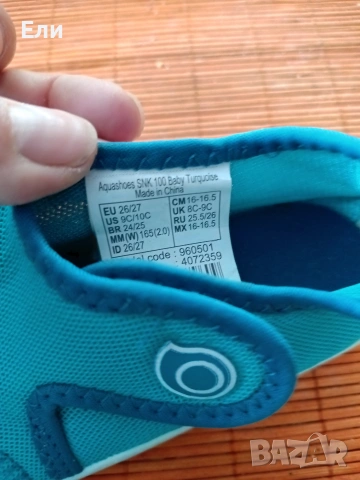 Ели
Aquashoes SNK 100 Baby Turquoise
Made in China
EU 26/27 CM 16-16.5
US 9C/10C UK 8C-9C
BR 24/25 RU 25.5/26
MM(W) 165(2.0) MX 16-16.5
ID 26/27
code: 960501
4072359
BAZAR